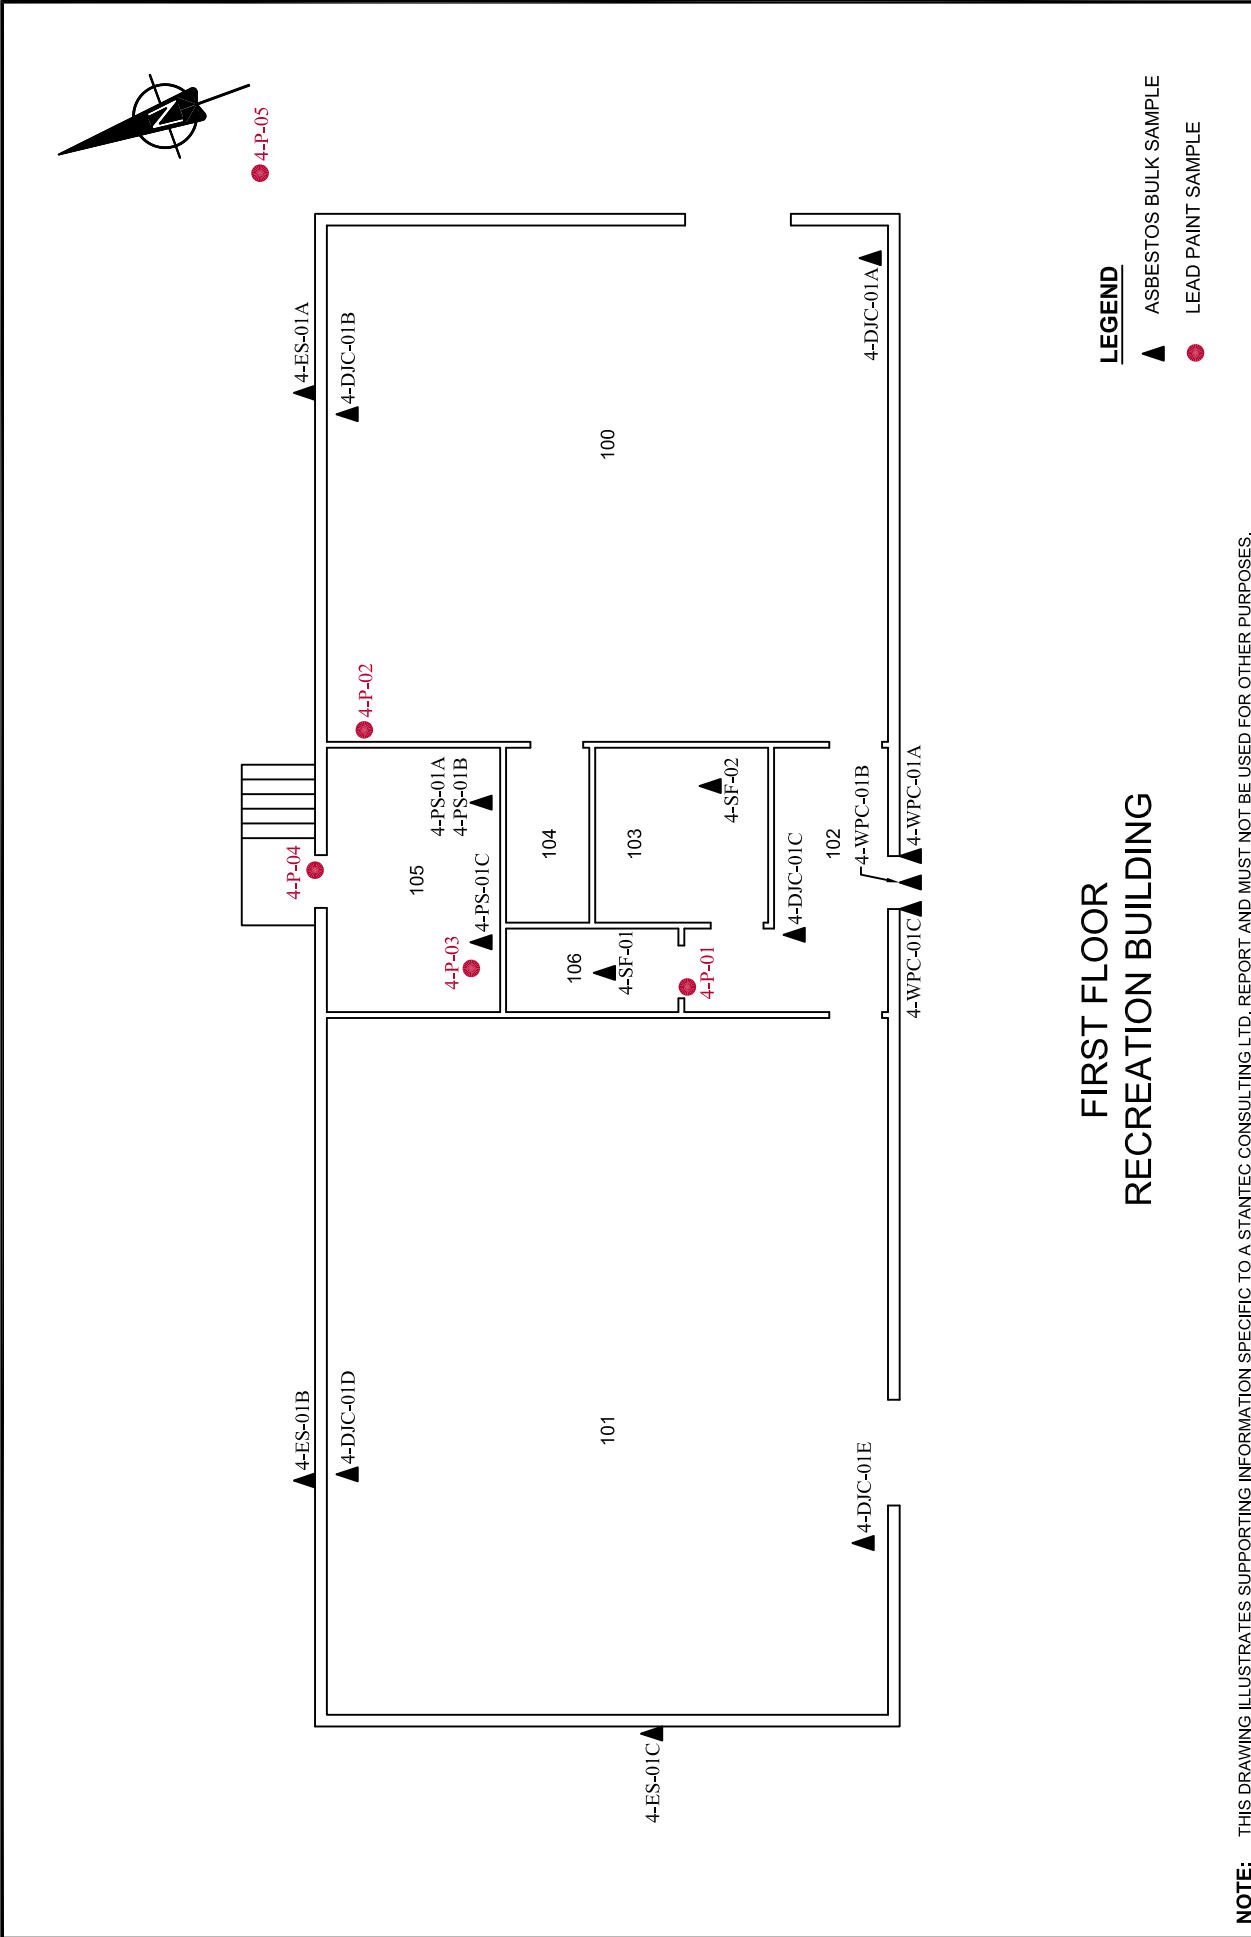 N
4-P-05
4-ES-01A
4-DJC-01B
4-DJC-01A
100
4-P-02
4-P-04
105
4-PS-01A
4-PS-01B
4-PS-01C
4-P-03
104
103
4-SF-02
106
4-SF-01
4-P-01
4-DJC-01C
102
4-WPC-01B
4-WPC-01A
4-WPC-01C
4-ES-01B
4-DJC-01D
101
4-DJC-01E
4-ES-01C
FIRST FLOOR
RECREATION BUILDING
LEGEND
ASBESTOS BULK SAMPLE
LEAD PAINT SAMPLE
NOTE: THIS DRAWING ILLUSTRATES SUPPORTING INFORMATION SPECIFIC TO A STANTEC CONSULTING LTD. REPORT AND MUST NOT BE USED FOR OTHER PURPOSES.